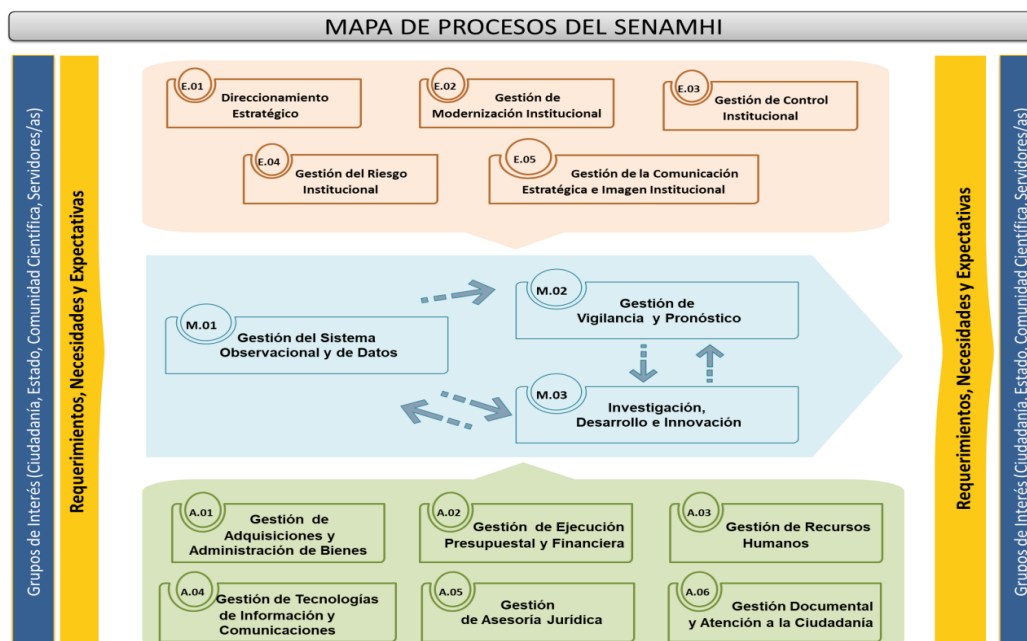 MAPA DE PROCESOS DEL SENAMHI
Grupos de Interés (Ciudadanía, Estado, Comunidad Científica, Servidores/as)
Requerimientos, Necesidades y Expectativas
E.01
Direccionamiento
Estratégico
E.02
Gestión de
Modernización Institucional
E.03
Gestión de Control
Institucional
E.04
Gestión del Riesgo
Institucional
E.05
Gestión de la Comunicación
Estratégica e Imagen Institucional
M.01
Gestión del Sistema
Observacional y de Datos
M.02
Gestión de
Vigilancia y Pronóstico
M.03
Investigación,
Desarrollo e Innovación
A.01
Gestión de
Adquisiciones y
Administración de Bienes
A.02
Gestión de Ejecución
Presupuestal y Financiera
A.03
Gestión de Recursos
Humanos
A.04
Gestión de Tecnologías
de Información y
Comunicaciones
A.05
Gestión
de Asesoría Jurídica
A.06
Gestión Documental
y Atención a la Ciudadanía
Requerimientos, Necesidades y Expectativas
Grupos de Interés (Ciudadanía, Estado, Comunidad Científica, Servidores/as)